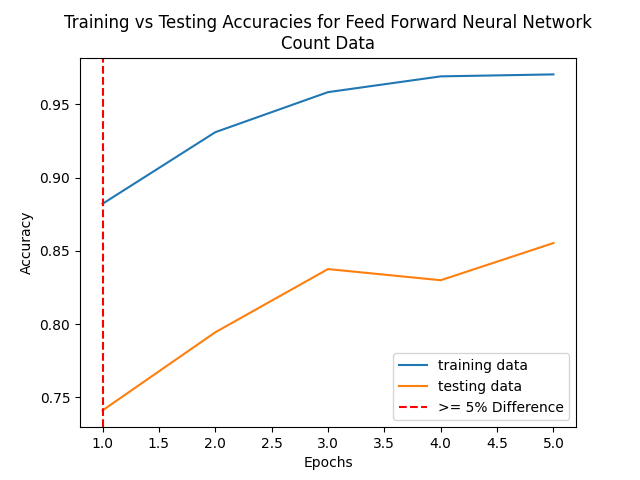 Training vs Testing Accuracies for Feed Forward Neural Network
Count Data
0.95
0.90
0.85
0.80
0.75
Accuracy
training data
testing data
>= 5% Difference
1.0 1.5 2.0 2.5 3.0 3.5 4.0 4.5 5.0
Epochs